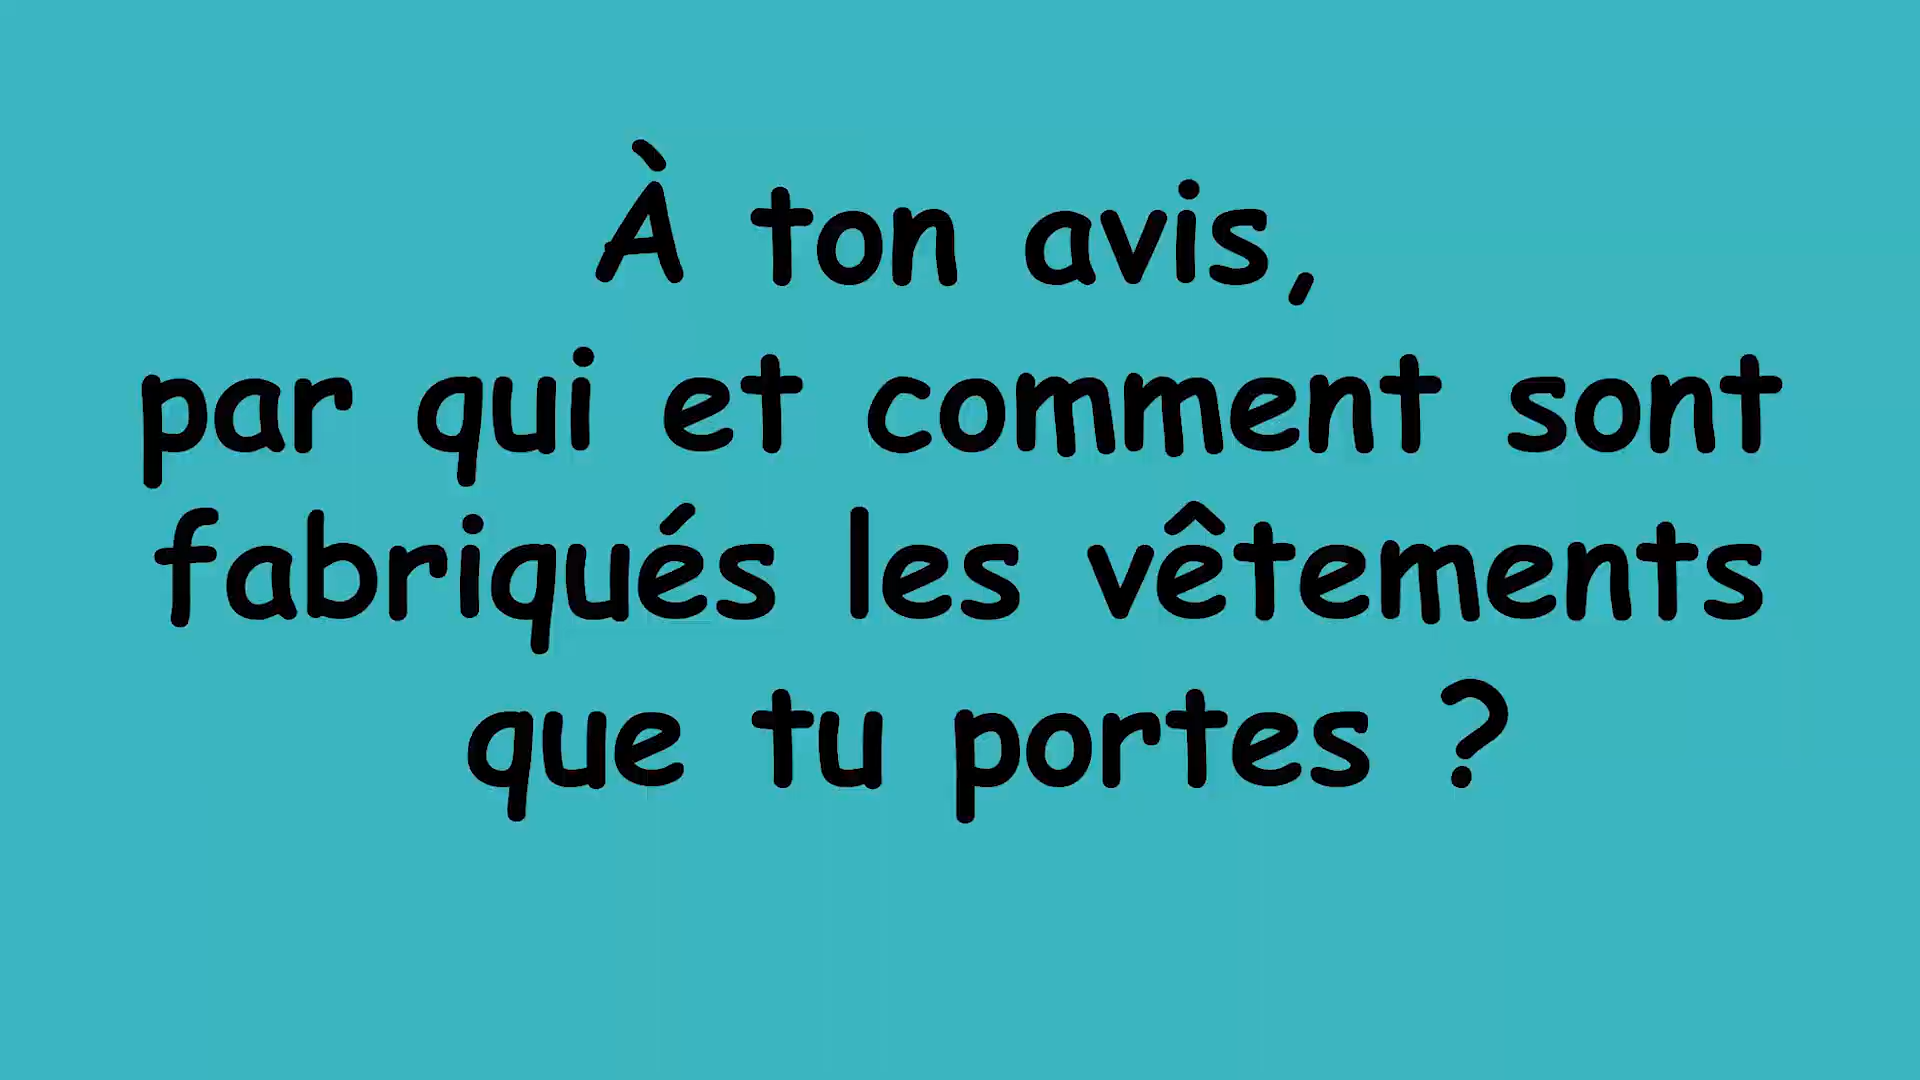 À ton avis,
par qui et comment sont
fabriqués les vêtements
que tu portes ?